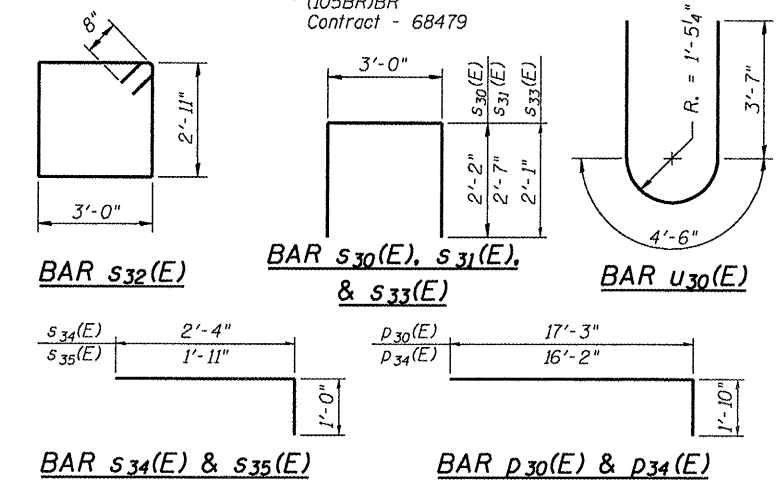 (105BR)BR
Contract - 68479
8"
2'-11"
3'-0"
BAR s32(E)
3'-0"
s30(E)
s31(E)
s33(E)
2'-2"
2'-7"
2'-1"
BAR s30(E), s31(E),
& s33(E)
R. = 1'-5¼"
3'-7"
4'-6"
BAR u30(E)
s34(E) 2'-4"
s35(E) 1'-11"
1'-0"
BAR s34(E) & s35(E)
p30(E) 17'-3"
p34(E) 16'-2"
1'-10"
BAR p30(E) & p34(E)